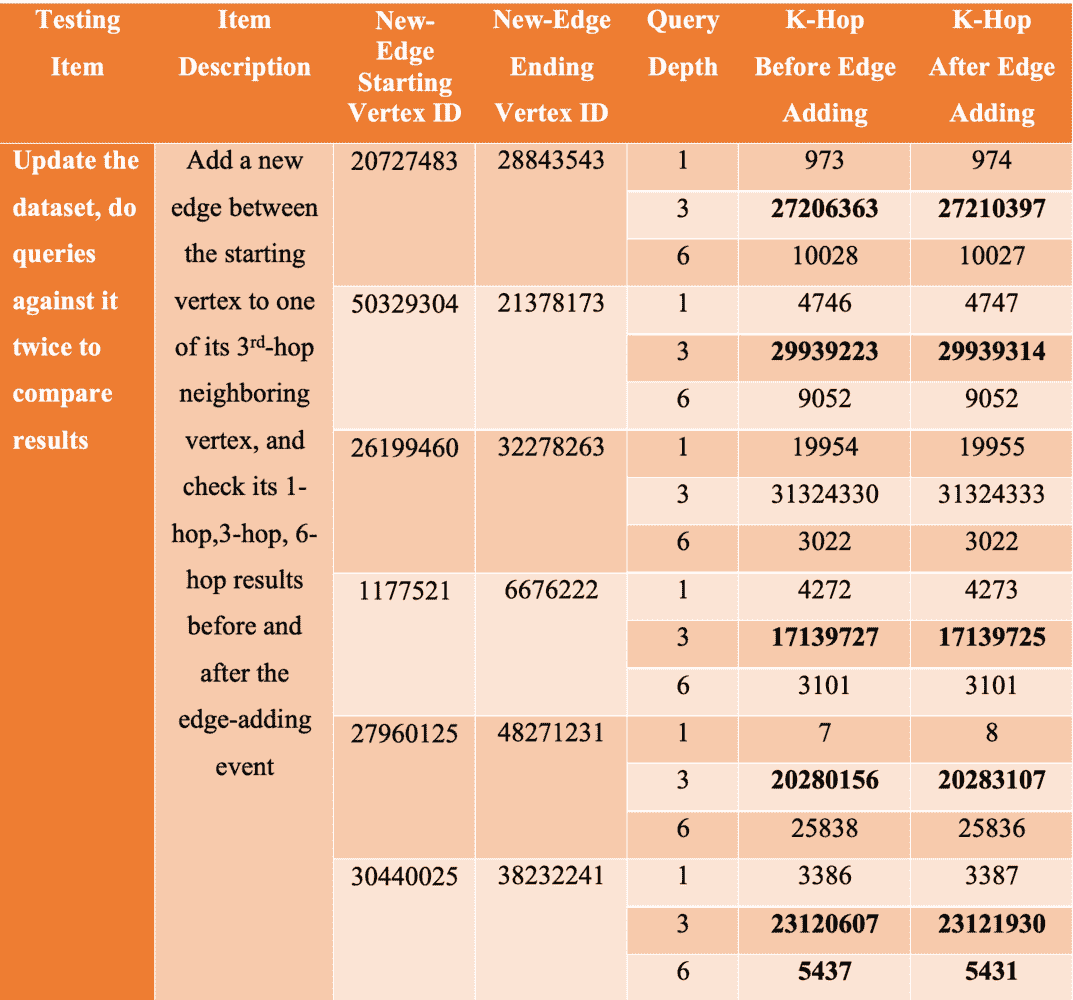 Testing
Item
Item
Description
New-
Edge
Starting
Vertex ID
New-Edge
Ending
Vertex ID
Query
Depth
K-Hop
Before Edge
Adding
K-Hop
After Edge
Adding
Update the
dataset, do
queries
against it
twice to
compare
results
Add a new
edge between
the starting
vertex to one
of its 3rd-hop
neighboring
vertex, and
check its 1-
hop,3-hop, 6-
hop results
before and
after the
edge-adding
event
20727483 28843543 1 973 974
3 27206363 27210397
6 10028 10027
50329304 21378173 1 4746 4747
3 29939223 29939314
6 9052 9052
26199460 32278263 1 19954 19955
3 31324330 31324333
6 3022 3022
1177521 6676222 1 4272 4273
3 17139727 17139725
6 3101 3101
27960125 48271231 1 7 8
3 20280156 20283107
6 25838 25836
30440025 38232241 1 3386 3387
3 23120607 23121930
6 5437 5431